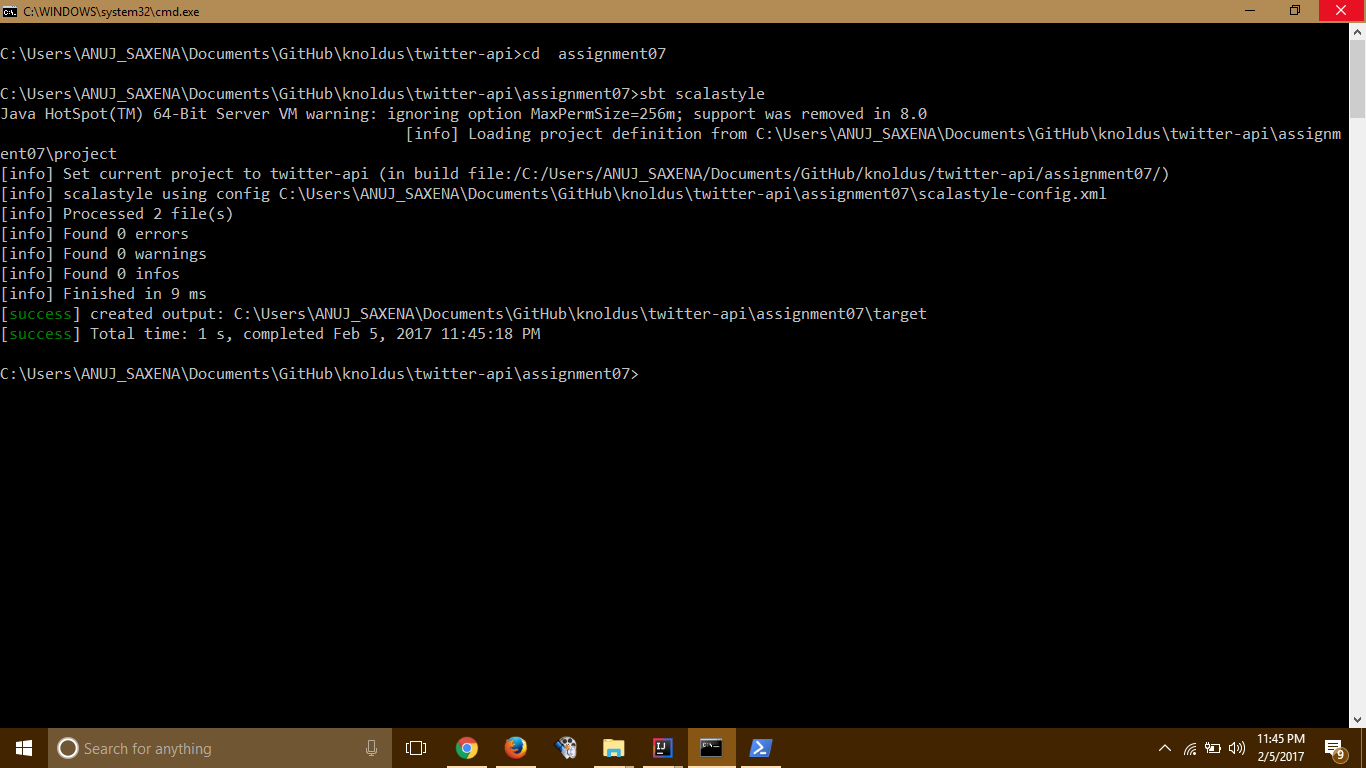 C:\WINDOWS\system32\cmd.exe
C:\Users\ANUJ_SAXENA\Documents\GitHub\knoldus\twitter-api>cd  assignment07
C:\Users\ANUJ_SAXENA\Documents\GitHub\knoldus\twitter-api\assignment07>sbt scalastyle
Java HotSpot(TM) 64-Bit Server VM warning: ignoring option MaxPermSize=256m; support was removed in 8.0
[info] Loading project definition from C:\Users\ANUJ_SAXENA\Documents\GitHub\knoldus\twitter-api\assignm
ent07\project
[info] Set current project to twitter-api (in build file:/C:/Users/ANUJ_SAXENA/Documents/GitHub/knoldus/twitter-api/assignment07/)
[info] scalastyle using config C:\Users\ANUJ_SAXENA\Documents\GitHub\knoldus\twitter-api\assignment07\scalastyle-config.xml
[info] Processed 2 file(s)
[info] Found 0 errors
[info] Found 0 warnings
[info] Found 0 infos
[info] Finished in 9 ms
[success] created output: C:\Users\ANUJ_SAXENA\Documents\GitHub\knoldus\twitter-api\assignment07\target
[success] Total time: 1 s, completed Feb 5, 2017 11:45:18 PM
C:\Users\ANUJ_SAXENA\Documents\GitHub\knoldus\twitter-api\assignment07>
Search for anything
IJ
11:45 PM
2/5/2017
9